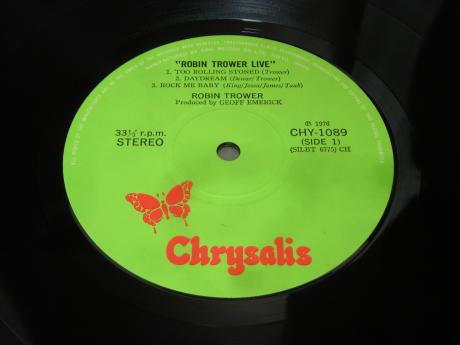 "ROBIN TROWER LIVE"
1. TOO ROLLING STONED (Trower)
2. DAYDREAM (Dewar/Trower)
3. ROCK ME BABY (King/Josea/James/Taub)
ROBIN TROWER
Produced by GEOFF EMERICK
33⅓ r.p.m.
STEREO
Ⓟ 1976
CHY-1089
(SIDE 1)
(SILBT 6775) CH
Chrysalis